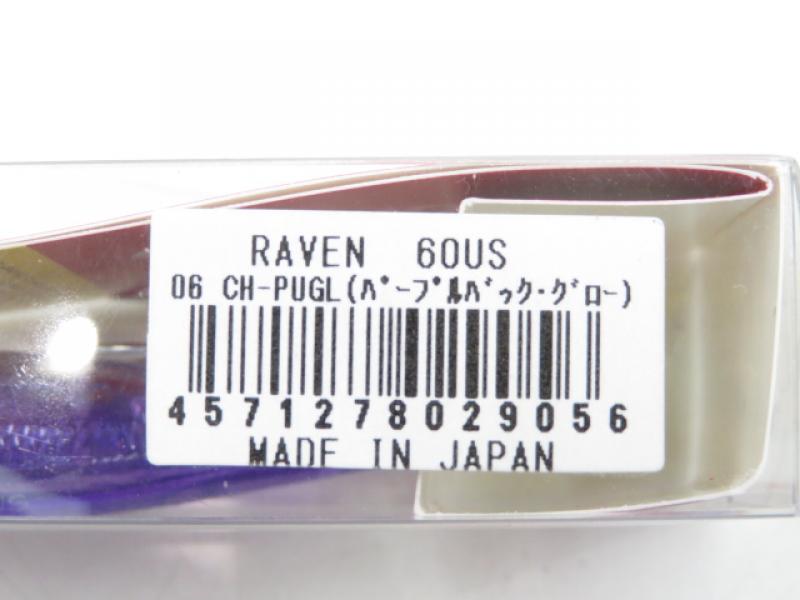 RAVEN 60US
06 CH-PUGL(ﾊﾟｰﾌﾟﾙﾊﾞｯｸ･ｸﾞﾛｰ)
4571278029056
MADE IN JAPAN